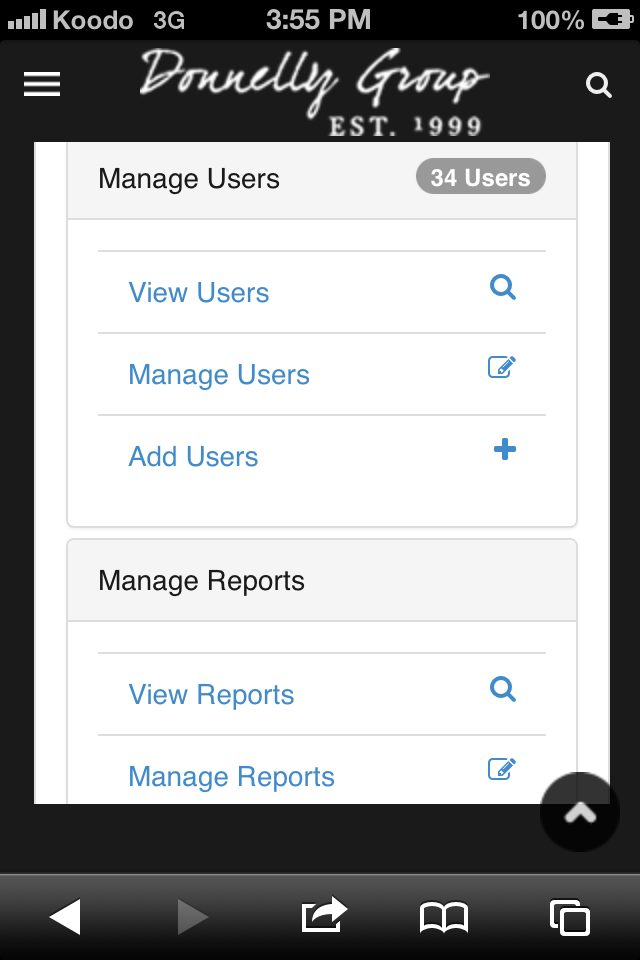 Koodo 3G 3:55 PM 100%
Donnelly Group
EST. 1999
Manage Users 34 Users
View Users
Manage Users
Add Users
Manage Reports
View Reports
Manage Reports